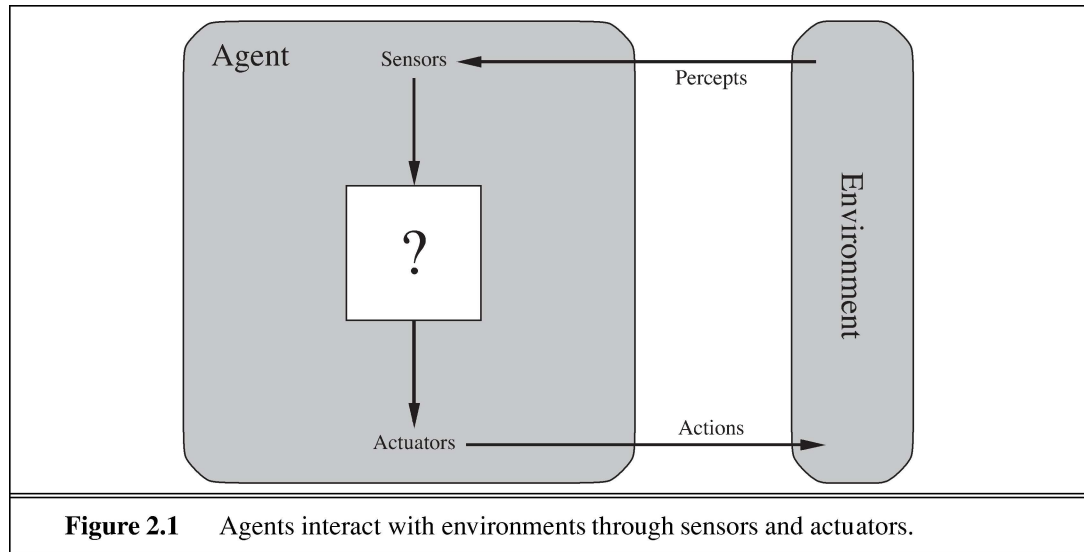 Agent
Sensors
Percepts
?
Environment
Actuators
Actions
Figure 2.1 Agents interact with environments through sensors and actuators.